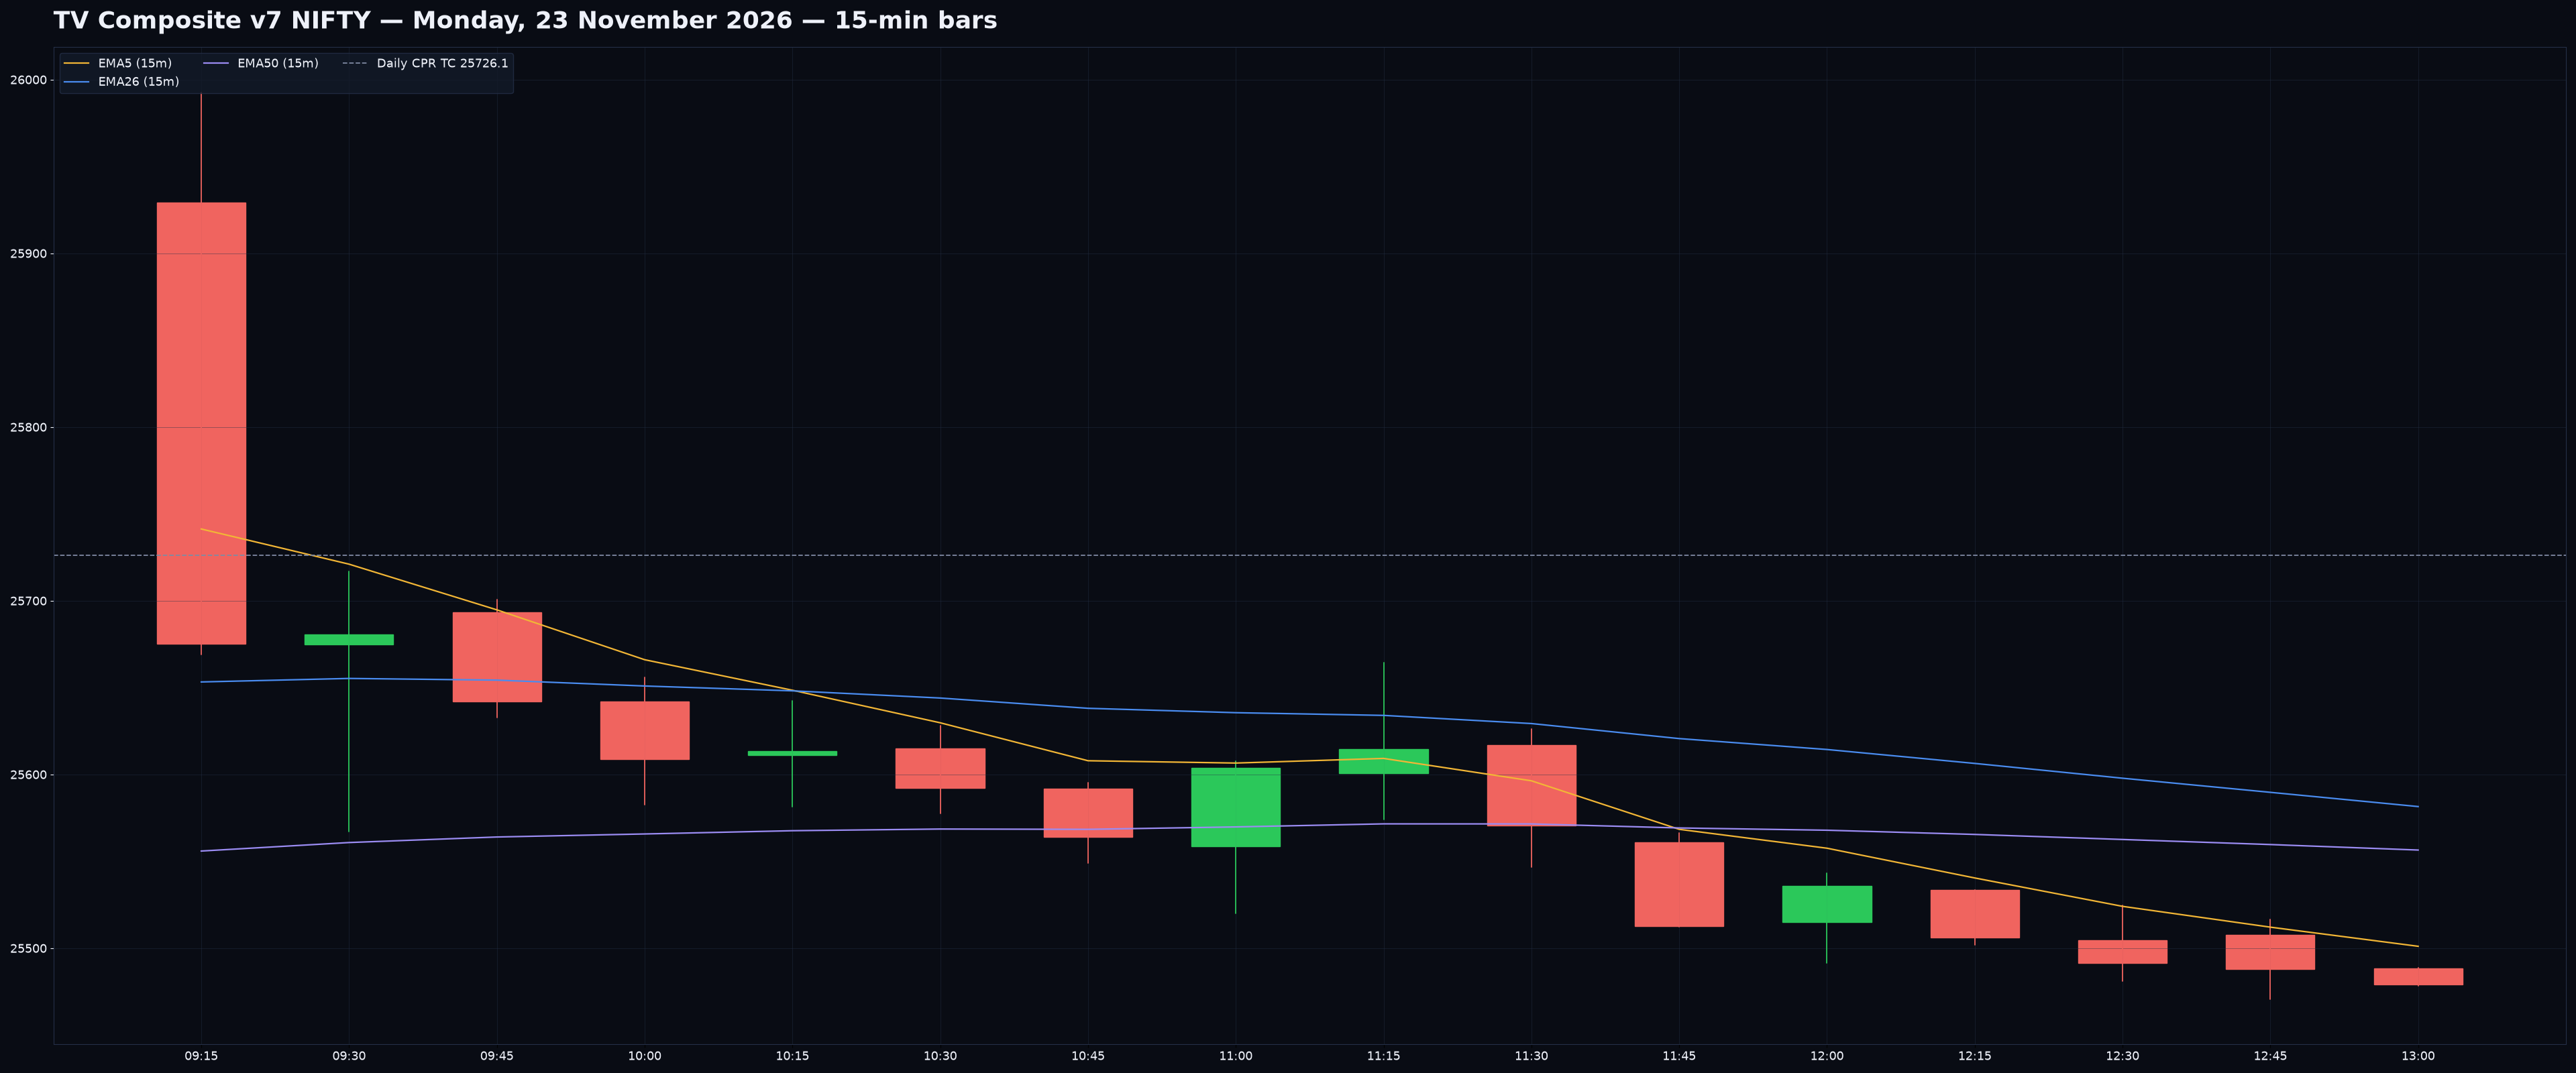 TV Composite v7 NIFTY — Monday, 23 November 2026 — 15-min bars
EMA5 (15m) EMA50 (15m) Daily CPR TC 25726.1
EMA26 (15m)
26000
25900
25800
25700
25600
25500
09:15 09:30 09:45 10:00 10:15 10:30 10:45 11:00 11:15 11:30 11:45 12:00 12:15 12:30 12:45 13:00